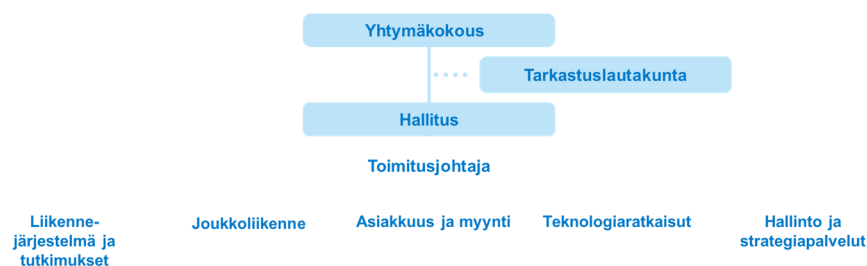 Yhtymäkokous
Tarkastuslautakunta
Hallitus
Toimitusjohtaja
Liikenne-
järjestelmä ja
tutkimukset
Joukkoliikenne
Asiakkuus ja myynti
Teknologiaratkaisut
Hallinto ja
strategiapalvelut